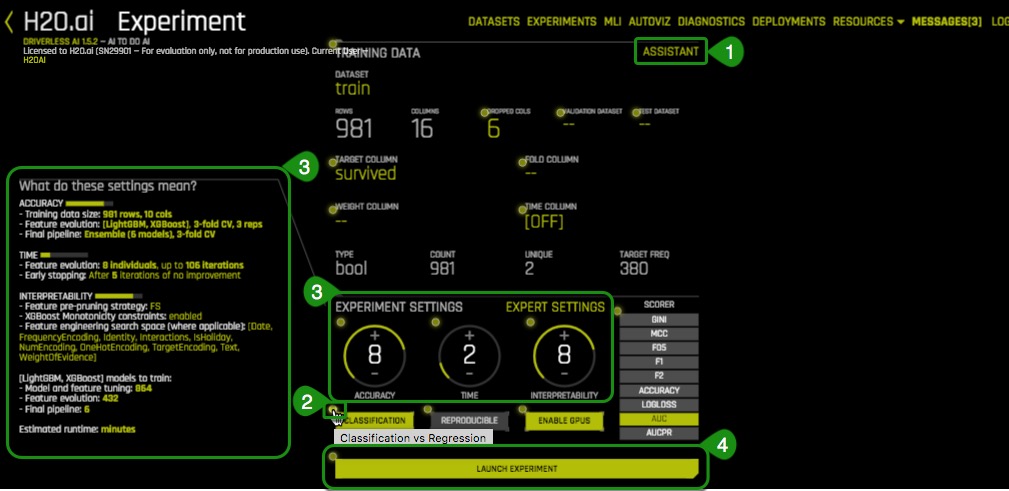 H2O.ai Experiment
DATASETS EXPERIMENTS MLI AUTOVIZ DIAGNOSTICS DEPLOYMENTS RESOURCES MESSAGES[3] LOG
DRIVERLESS AI 1.5.2 – AI TO DO AI
Licensed to H2O.ai (SN29901 – For evaluation only, not for production use). Current User –
H2OAI
TRAINING DATA
ASSISTANT
1
DATASET
train
ROWS
981
COLUMNS
16
DROPPED COLS
6
VALIDATION DATASET
--
TEST DATASET
--
TARGET COLUMN
survived
FOLD COLUMN
--
WEIGHT COLUMN
--
TIME COLUMN
[OFF]
TYPE
bool
COUNT
981
UNIQUE
2
TARGET FREQ
380
3
What do these settings mean?
ACCURACY
- Training data size: 981 rows, 10 cols
- Feature evolution: [LightGBM, XGBoost], 3-fold CV, 3 reps
- Final pipeline: Ensemble (6 models), 3-fold CV
TIME
- Feature evolution: 8 individuals, up to 106 iterations
- Early stopping: After 5 iterations of no improvement
INTERPRETABILITY
- Feature pre-pruning strategy: FS
- XGBoost Monotonicity constraints: enabled
- Feature engineering search space (where applicable): [Date,
FrequencyEncoding, Identity, Interactions, IsHoliday,
NumEncoding, OneHotEncoding, TargetEncoding, Text,
WeightOfEvidence]
[LightGBM, XGBoost] models to train:
- Model and feature tuning: 864
- Feature evolution: 432
- Final pipeline: 6
Estimated runtime: minutes
3
EXPERIMENT SETTINGS
EXPERT SETTINGS
+
8
−
ACCURACY
+
2
−
TIME
+
8
−
INTERPRETABILITY
SCORER
GINI
MCC
F05
F1
F2
ACCURACY
LOGLOSS
AUC
AUCPR
2
CLASSIFICATION
REPRODUCIBLE
ENABLE GPUS
Classification vs Regression
4
LAUNCH EXPERIMENT